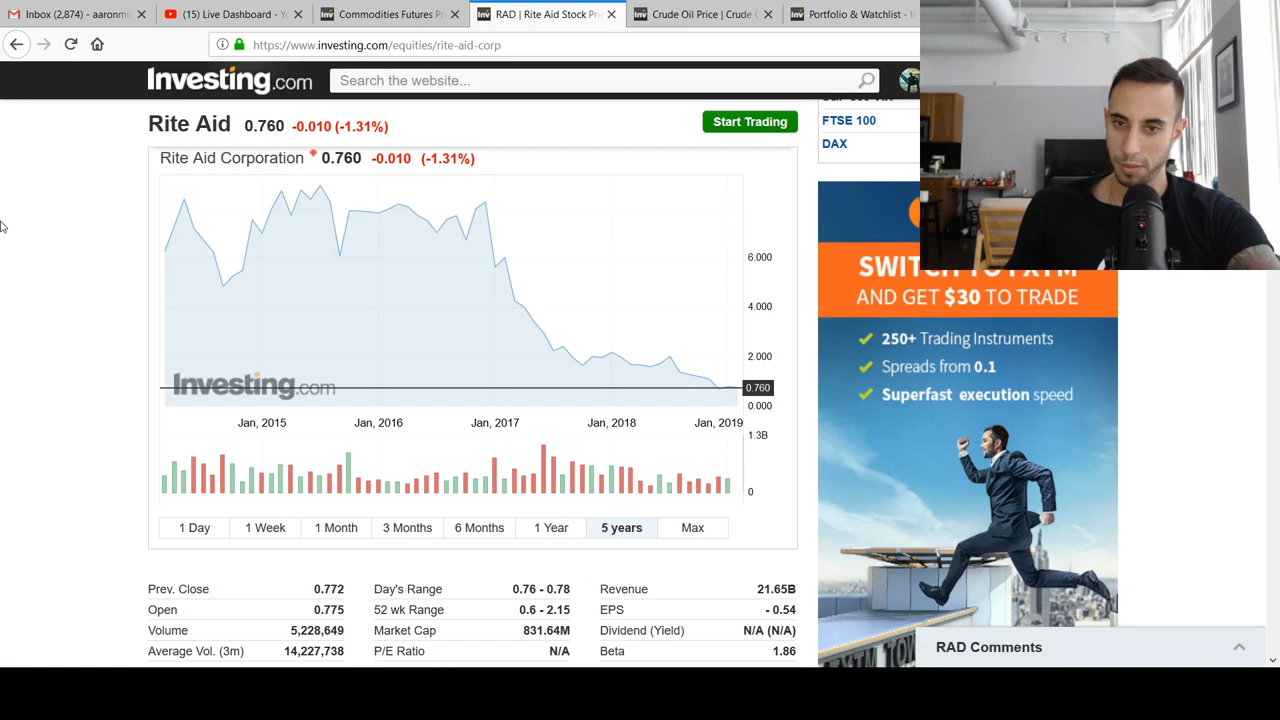 Inbox (2,874) - aaronmi
(15) Live Dashboard - Yo
Commodities Futures Pr
RAD | Rite Aid Stock Pric
Crude Oil Price | Crude O
Portfolio & Watchlist - I
https://www.investing.com/equities/rite-aid-corp
Investing.com
Search the website...
Rite Aid 0.760 -0.010 (-1.31%)
Start Trading
FTSE 100
DAX
Rite Aid Corporation 0.760 -0.010 (-1.31%)
6.000
4.000
2.000
0.760
0.000
Investing.com
Jan, 2015 Jan, 2016 Jan, 2017 Jan, 2018 Jan, 2019
1.3B
0
1 Day 1 Week 1 Month 3 Months 6 Months 1 Year 5 years Max
Prev. Close 0.772 Day's Range 0.76 - 0.78 Revenue 21.65B
Open 0.775 52 wk Range 0.6 - 2.15 EPS - 0.54
Volume 5,228,649 Market Cap 831.64M Dividend (Yield) N/A (N/A)
Average Vol. (3m) 14,227,738 P/E Ratio N/A Beta 1.86
SWITCH TO FXTM
AND GET $30 TO TRADE
250+ Trading Instruments
Spreads from 0.1
Superfast execution speed
RAD Comments